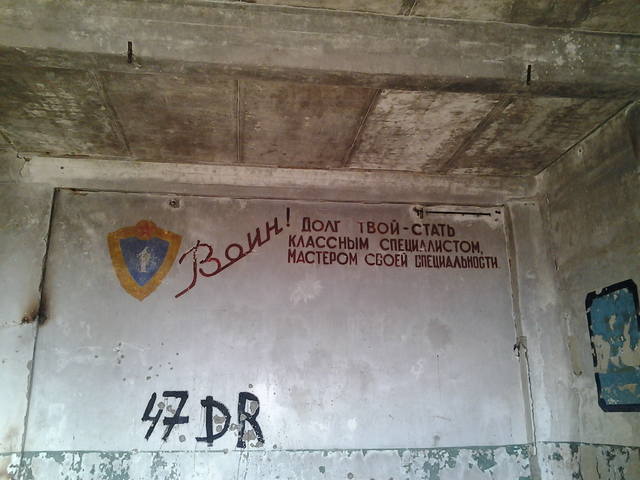 Воин!
ДОЛГ ТВОЙ - СТАТЬ
КЛАССНЫМ СПЕЦИАЛИСТОМ,
МАСТЕРОМ СВОЕЙ СПЕЦИАЛЬНОСТИ.
47 DR